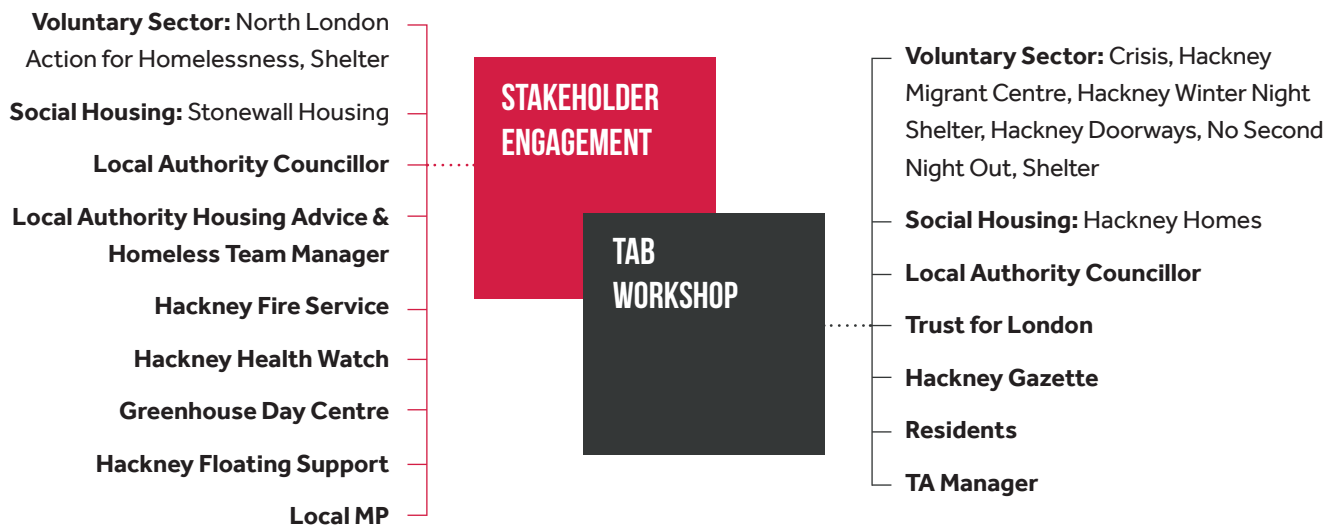 Voluntary Sector: North London
Action for Homelessness, Shelter
Social Housing: Stonewall Housing
Local Authority Councillor
Local Authority Housing Advice &
Homeless Team Manager
Hackney Fire Service
Hackney Health Watch
Greenhouse Day Centre
Hackney Floating Support
Local MP
STAKEHOLDER
ENGAGEMENT
TAB
WORKSHOP
Voluntary Sector: Crisis, Hackney
Migrant Centre, Hackney Winter Night
Shelter, Hackney Doorways, No Second
Night Out, Shelter
Social Housing: Hackney Homes
Local Authority Councillor
Trust for London
Hackney Gazette
Residents
TA Manager